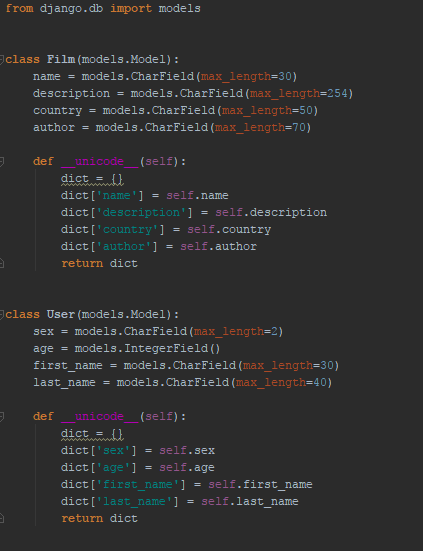 from django.db import models
class Film(models.Model):
    name = models.CharField(max_length=30)
    description = models.CharField(max_length=254)
    country = models.CharField(max_length=50)
    author = models.CharField(max_length=70)
    def __unicode__(self):
        dict = {}
        dict['name'] = self.name
        dict['description'] = self.description
        dict['country'] = self.country
        dict['author'] = self.author
        return dict
class User(models.Model):
    sex = models.CharField(max_length=2)
    age = models.IntegerField()
    first_name = models.CharField(max_length=30)
    last_name = models.CharField(max_length=40)
    def __unicode__(self):
        dict = {}
        dict['sex'] = self.sex
        dict['age'] = self.age
        dict['first_name'] = self.first_name
        dict['last_name'] = self.last_name
        return dict